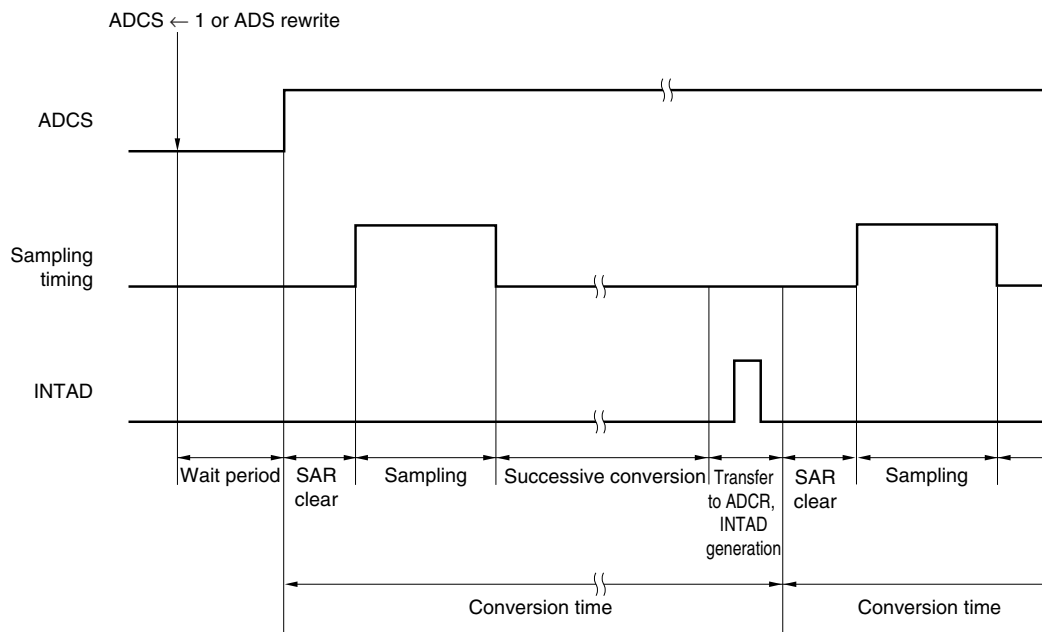 ADCS ← 1 or ADS rewrite
ADCS
Sampling
timing
INTAD
Wait period
SAR
clear
Sampling
Successive conversion
Transfer
to ADCR,
INTAD
generation
SAR
clear
Sampling
Conversion time
Conversion time